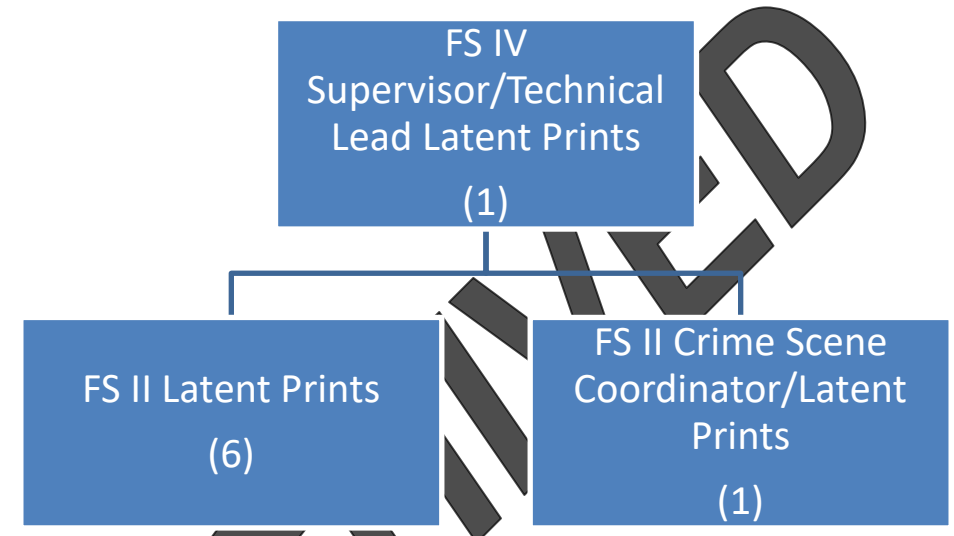 FS IV
Supervisor/Technical
Lead Latent Prints
(1)
FS II Latent Prints
(6)
FS II Crime Scene
Coordinator/Latent
Prints
(1)